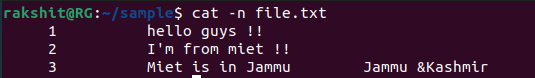 rakshit@RG:~/sample$ cat -n file.txt
1 hello guys !!
2 I'm from miet !!
3 Miet is in Jammu Jammu &Kashmir